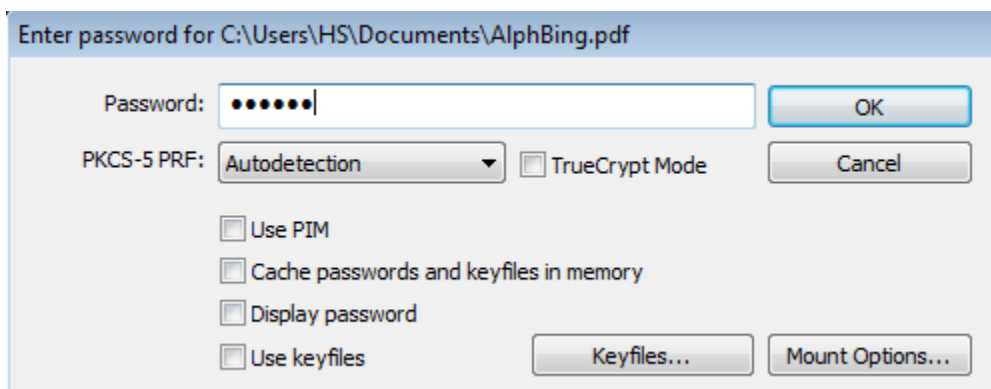 Enter password for C:\Users\HS\Documents\AlphBing.pdf
Password: ●●●●●● OK
PKCS-5 PRF: Autodetection TrueCrypt Mode Cancel
Use PIM
Cache passwords and keyfiles in memory
Display password
Use keyfiles Keyfiles... Mount Options...